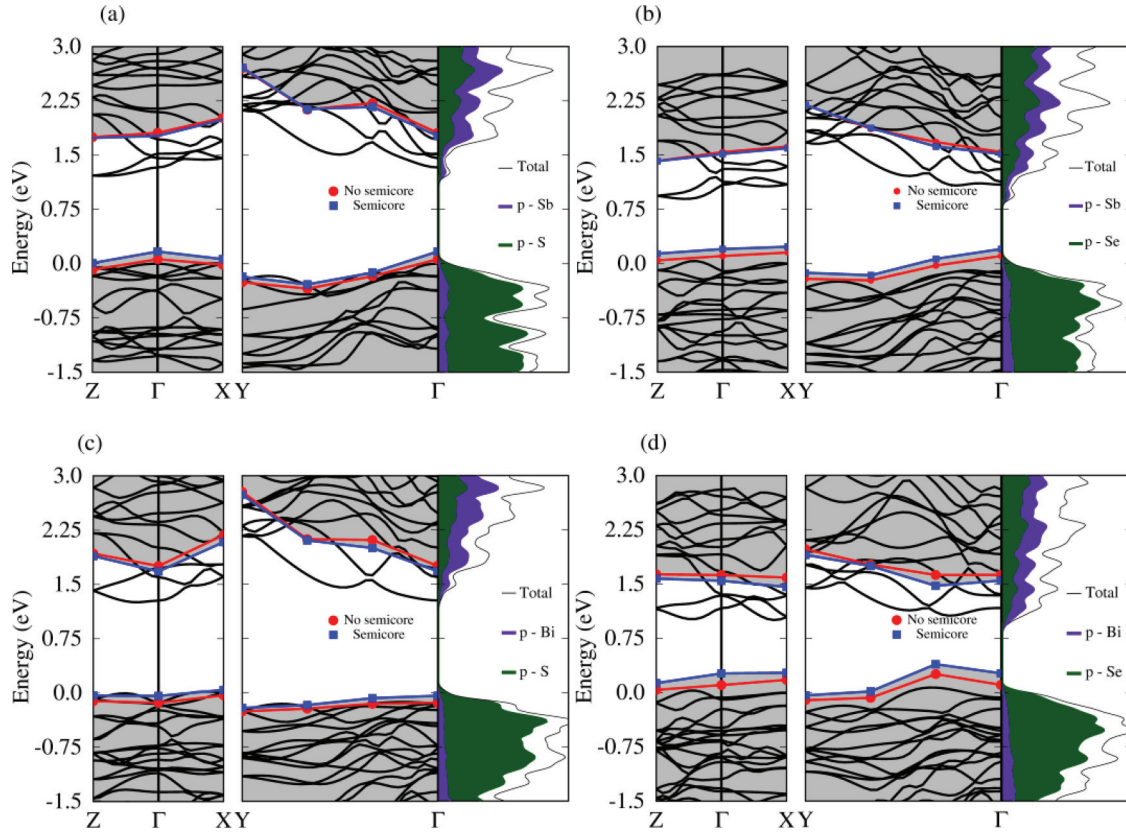 (a)
3.0
2.25
1.5
0.75
0.0
-0.75
-1.5
Energy (eV)
No semicore
Semicore
Total
p - Sb
p - S
Z
Γ
X
Y
Γ
(b)
3.0
2.25
1.5
0.75
0.0
-0.75
-1.5
Energy (eV)
No semicore
Semicore
Total
p - Sb
p - Se
Z
Γ
X
Y
Γ
(c)
3.0
2.25
1.5
0.75
0.0
-0.75
-1.5
Energy (eV)
No semicore
Semicore
Total
p - Bi
p - S
Z
Γ
X
Y
Γ
(d)
3.0
2.25
1.5
0.75
0.0
-0.75
-1.5
Energy (eV)
No semicore
Semicore
Total
p - Bi
p - Se
Z
Γ
X
Y
Γ